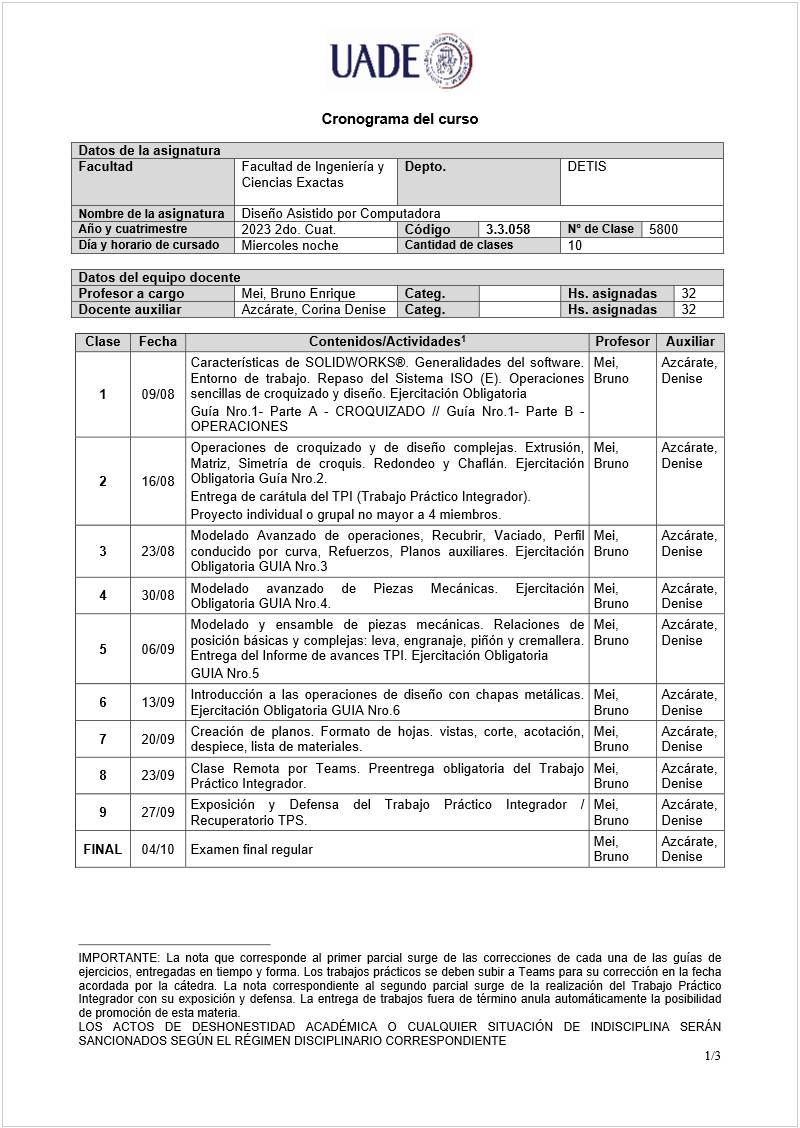 UADE
Cronograma del curso
Datos de la asignatura
Facultad
Facultad de Ingeniería y
Ciencias Exactas
Depto.
DETIS
Nombre de la asignatura
Diseño Asistido por Computadora
Año y cuatrimestre
2023 2do. Cuat.
Código
3.3.058
N° de Clase
5800
Día y horario de cursado
Miercoles noche
Cantidad de clases
10
Datos del equipo docente
Profesor a cargo
Mei, Bruno Enrique
Categ.
Hs. asignadas
32
Docente auxiliar
Azcárate, Corina Denise
Categ.
Hs. asignadas
32
Clase
Fecha
Contenidos/Actividades¹
Profesor
Auxiliar
1
09/08
Características de SOLIDWORKS®. Generalidades del software.
Entorno de trabajo. Repaso del Sistema ISO (E). Operaciones
sencillas de croquizado y diseño. Ejercitación Obligatoria
Guía Nro.1- Parte A - CROQUIZADO // Guía Nro.1- Parte B -
OPERACIONES
Mei,
Bruno
Azcárate,
Denise
2
16/08
Operaciones de croquizado y de diseño complejas. Extrusión,
Matriz, Simetría de croquis. Redondeo y Chaflán. Ejercitación
Obligatoria Guía Nro.2.
Entrega de carátula del TPI (Trabajo Práctico Integrador).
Proyecto individual o grupal no mayor a 4 miembros.
Mei,
Bruno
Azcárate,
Denise
3
23/08
Modelado Avanzado de operaciones, Recubrir, Vaciado, Perfil
conducido por curva, Refuerzos, Planos auxiliares. Ejercitación
Obligatoria GUIA Nro.3
Mei,
Bruno
Azcárate,
Denise
4
30/08
Modelado avanzado de Piezas Mecánicas. Ejercitación
Obligatoria GUIA Nro.4.
Mei,
Bruno
Azcárate,
Denise
5
06/09
Modelado y ensamble de piezas mecánicas. Relaciones de
posición básicas y complejas: leva, engranaje, piñón y cremallera.
Entrega del Informe de avances TPI. Ejercitación Obligatoria
GUIA Nro.5
Mei,
Bruno
Azcárate,
Denise
6
13/09
Introducción a las operaciones de diseño con chapas metálicas.
Ejercitación Obligatoria GUIA Nro.6
Mei,
Bruno
Azcárate,
Denise
7
20/09
Creación de planos. Formato de hojas. vistas, corte, acotación,
despiece, lista de materiales.
Mei,
Bruno
Azcárate,
Denise
8
23/09
Clase Remota por Teams. Preentrega obligatoria del Trabajo
Práctico Integrador.
Mei,
Bruno
Azcárate,
Denise
9
27/09
Exposición y Defensa del Trabajo Práctico Integrador /
Recuperatorio TPS.
Mei,
Bruno
Azcárate,
Denise
FINAL
04/10
Examen final regular
Mei,
Bruno
Azcárate,
Denise
IMPORTANTE: La nota que corresponde al primer parcial surge de las correcciones de cada una de las guías de
ejercicios, entregadas en tiempo y forma. Los trabajos prácticos se deben subir a Teams para su corrección en la fecha
acordada por la cátedra. La nota correspondiente al segundo parcial surge de la realización del Trabajo Práctico
Integrador con su exposición y defensa. La entrega de trabajos fuera de término anula automáticamente la posibilidad
de promoción de esta materia.
LOS ACTOS DE DESHONESTIDAD ACADÉMICA O CUALQUIER SITUACIÓN DE INDISCIPLINA SERÁN
SANCIONADOS SEGÚN EL RÉGIMEN DISCIPLINARIO CORRESPONDIENTE
1/3